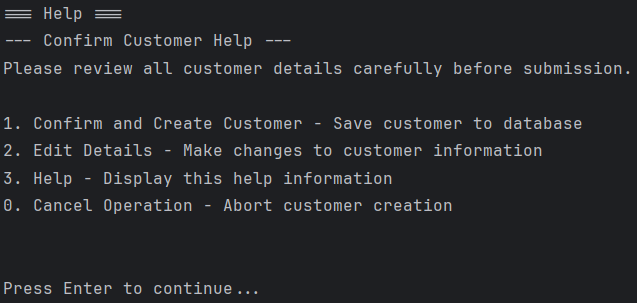 === Help ===
--- Confirm Customer Help ---
Please review all customer details carefully before submission.
1. Confirm and Create Customer - Save customer to database
2. Edit Details - Make changes to customer information
3. Help - Display this help information
0. Cancel Operation - Abort customer creation
Press Enter to continue...